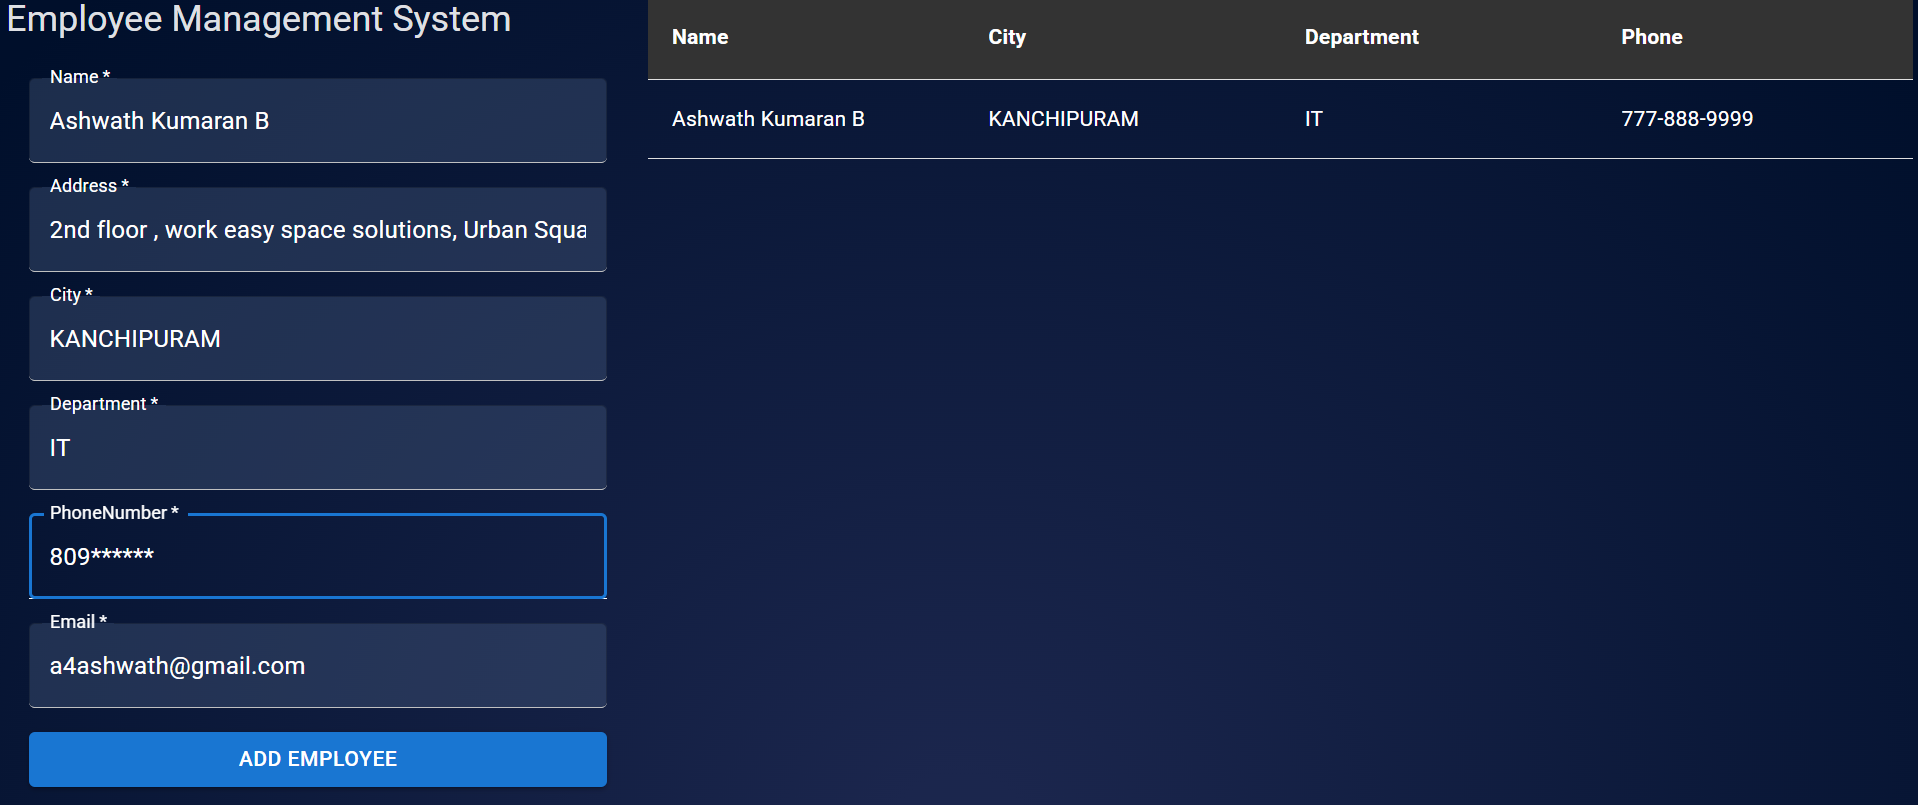 Employee Management System
Name *
Ashwath Kumaran B
Address *
2nd floor , work easy space solutions, Urban Squa
City *
KANCHIPURAM
Department *
IT
PhoneNumber *
809******
Email *
a4ashwath@gmail.com
ADD EMPLOYEE
Name City Department Phone
Ashwath Kumaran B KANCHIPURAM IT 777-888-9999